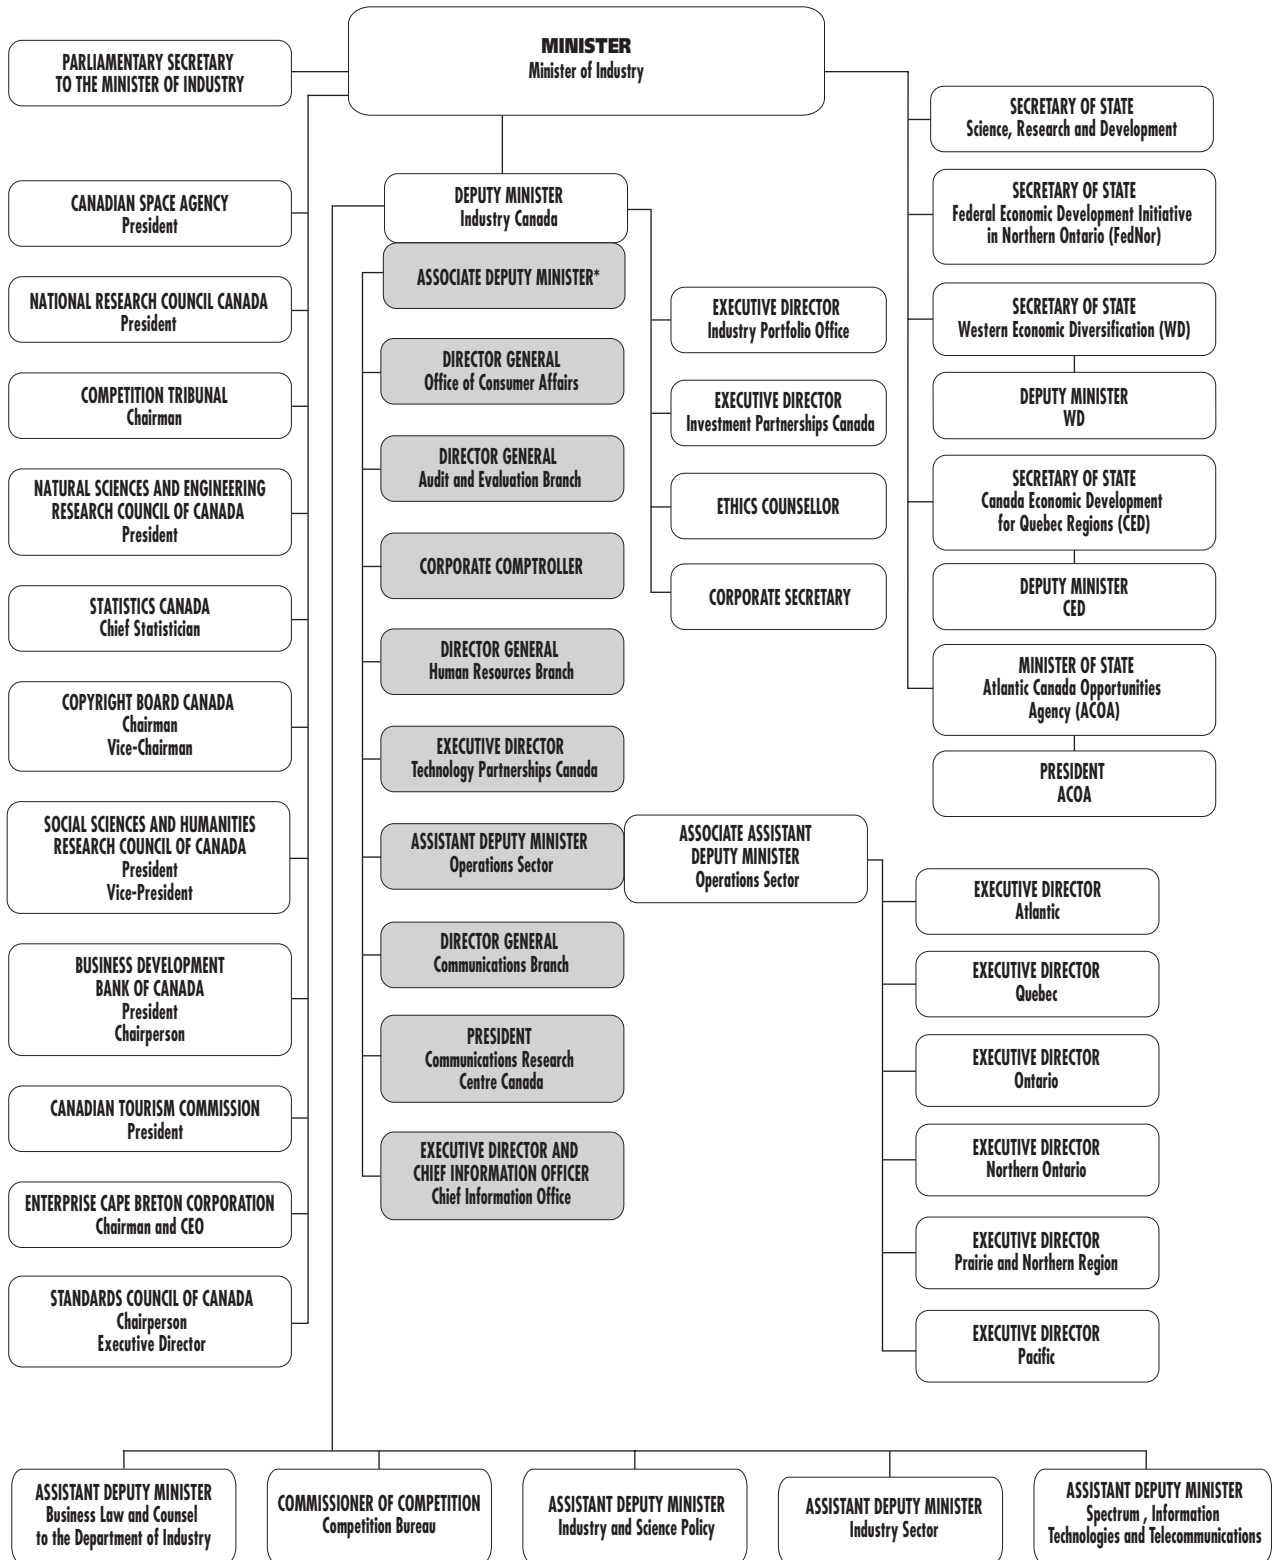 MINISTER
Minister of Industry
PARLIAMENTARY SECRETARY
TO THE MINISTER OF INDUSTRY
CANADIAN SPACE AGENCY
President
NATIONAL RESEARCH COUNCIL CANADA
President
COMPETITION TRIBUNAL
Chairman
NATURAL SCIENCES AND ENGINEERING
RESEARCH COUNCIL OF CANADA
President
STATISTICS CANADA
Chief Statistician
COPYRIGHT BOARD CANADA
Chairman
Vice-Chairman
SOCIAL SCIENCES AND HUMANITIES
RESEARCH COUNCIL OF CANADA
President
Vice-President
BUSINESS DEVELOPMENT
BANK OF CANADA
President
Chairperson
CANADIAN TOURISM COMMISSION
President
ENTERPRISE CAPE BRETON CORPORATION
Chairman and CEO
STANDARDS COUNCIL OF CANADA
Chairperson
Executive Director
DEPUTY MINISTER
Industry Canada
ASSOCIATE DEPUTY MINISTER*
DIRECTOR GENERAL
Office of Consumer Affairs
DIRECTOR GENERAL
Audit and Evaluation Branch
CORPORATE COMPTROLLER
DIRECTOR GENERAL
Human Resources Branch
EXECUTIVE DIRECTOR
Technology Partnerships Canada
ASSISTANT DEPUTY MINISTER
Operations Sector
DIRECTOR GENERAL
Communications Branch
PRESIDENT
Communications Research
Centre Canada
EXECUTIVE DIRECTOR AND
CHIEF INFORMATION OFFICER
Chief Information Office
EXECUTIVE DIRECTOR
Industry Portfolio Office
EXECUTIVE DIRECTOR
Investment Partnerships Canada
ETHICS COUNSELLOR
CORPORATE SECRETARY
ASSOCIATE ASSISTANT
DEPUTY MINISTER
Operations Sector
SECRETARY OF STATE
Science, Research and Development
SECRETARY OF STATE
Federal Economic Development Initiative
in Northern Ontario (FedNor)
SECRETARY OF STATE
Western Economic Diversification (WD)
DEPUTY MINISTER
WD
SECRETARY OF STATE
Canada Economic Development
for Quebec Regions (CED)
DEPUTY MINISTER
CED
MINISTER OF STATE
Atlantic Canada Opportunities
Agency (ACOA)
PRESIDENT
ACOA
EXECUTIVE DIRECTOR
Atlantic
EXECUTIVE DIRECTOR
Quebec
EXECUTIVE DIRECTOR
Ontario
EXECUTIVE DIRECTOR
Northern Ontario
EXECUTIVE DIRECTOR
Prairie and Northern Region
EXECUTIVE DIRECTOR
Pacific
ASSISTANT DEPUTY MINISTER
Business Law and Counsel
to the Department of Industry
COMMISSIONER OF COMPETITION
Competition Bureau
ASSISTANT DEPUTY MINISTER
Industry and Science Policy
ASSISTANT DEPUTY MINISTER
Industry Sector
ASSISTANT DEPUTY MINISTER
Spectrum , Information
Technologies and Telecommunications